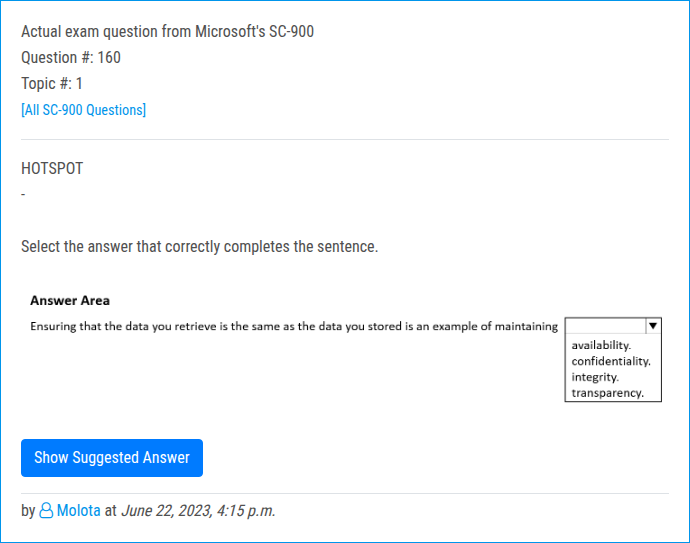 Actual exam question from Microsoft's SC-900
Question #: 160
Topic #: 1
[All SC-900 Questions]
HOTSPOT
-
Select the answer that correctly completes the sentence.
Answer Area
Ensuring that the data you retrieve is the same as the data you stored is an example of maintaining
availability.
confidentiality.
integrity.
transparency.
Show Suggested Answer
by Molota at June 22, 2023, 4:15 p.m.